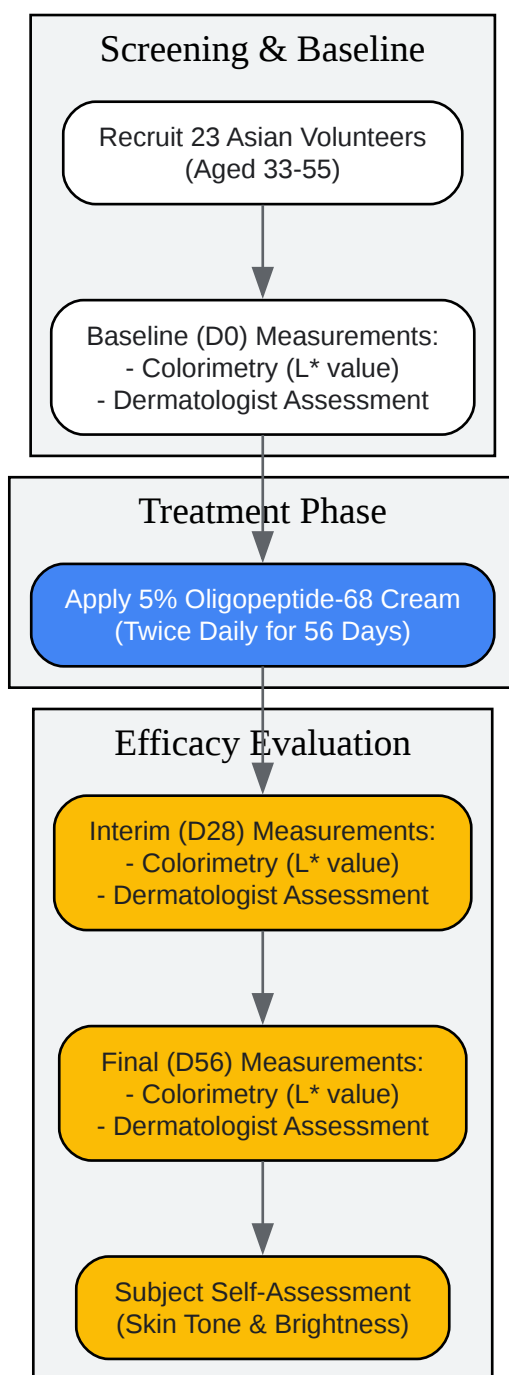 Screening & Baseline
Recruit 23 Asian Volunteers
(Aged 33-55)
Baseline (D0) Measurements:
- Colorimetry (L* value)
- Dermatologist Assessment
Treatment Phase
Apply 5% Oligopeptide-68 Cream
(Twice Daily for 56 Days)
Efficacy Evaluation
Interim (D28) Measurements:
- Colorimetry (L* value)
- Dermatologist Assessment
Final (D56) Measurements:
- Colorimetry (L* value)
- Dermatologist Assessment
Subject Self-Assessment
(Skin Tone & Brightness)